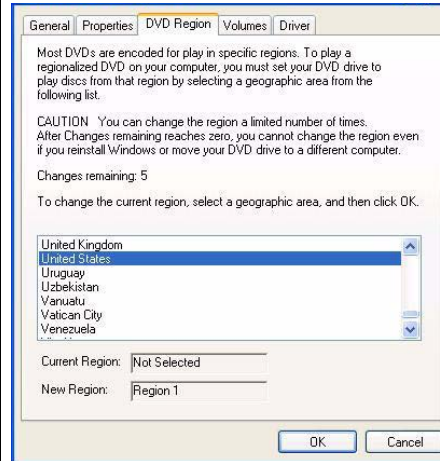 General Properties DVD Region Volumes Driver
Most DVDs are encoded for play in specific regions. To play a
regionalized DVD on your computer, you must set your DVD drive to
play discs from that region by selecting a geographic area from the
following list.
CAUTION You can change the region a limited number of times.
After Changes remaining reaches zero, you cannot change the region even
if you reinstall Windows or move your DVD drive to a different computer.
Changes remaining: 5
To change the current region, select a geographic area, and then click OK.
United Kingdom
United States
Uruguay
Uzbekistan
Vanuatu
Vatican City
Venezuela
Current Region: Not Selected
New Region: Region 1
OK Cancel